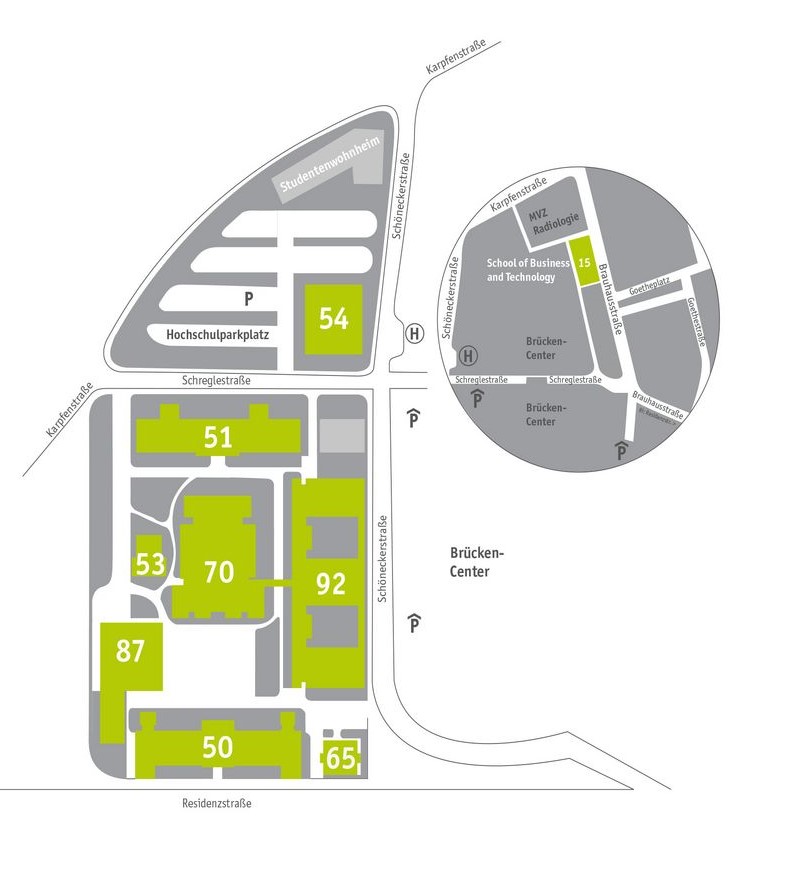 Karpfenstraße
Studentenwohnheim
Schöneckerstraße
P
Hochschulparkplatz
54
H
Schreglestraße
Karpfenstraße
Karpfenstraße
MVZ
Radiologie
School of Business
and Technology
15
Brauhausstraße
Goetheplatz
Goethestraße
Schöneckerstraße
H
Brücken-
Center
Schreglestraße
Schreglestraße
P
Brücken-
Center
Brauhausstraße
P
51
P
53
70
92
Schöneckerstraße
Brücken-
Center
87
P
50
65
Residenzstraße